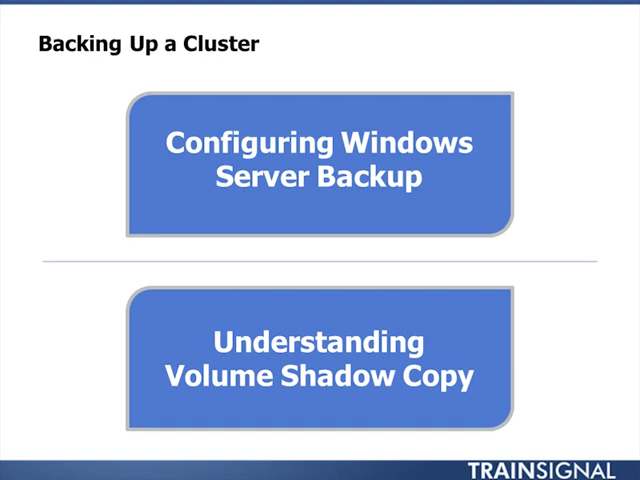 Backing Up a Cluster
Configuring Windows
Server Backup
Understanding
Volume Shadow Copy
TRAINSIGNAL